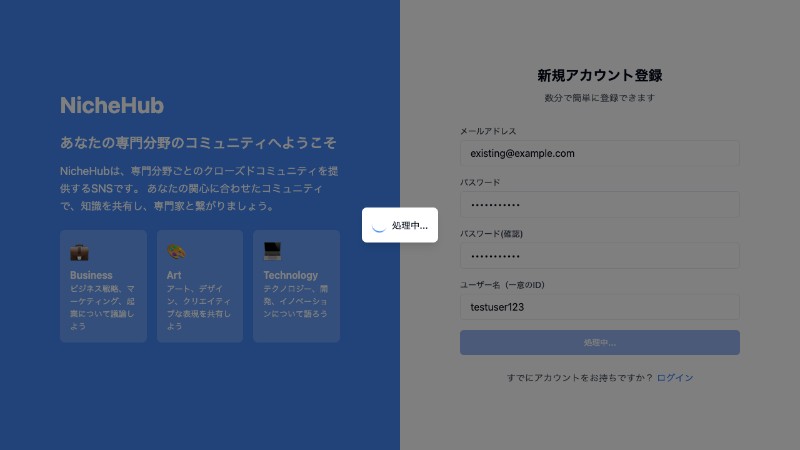 NicheHub
あなたの専門分野のコミュニティへようこそ
NicheHubは、専門分野ごとのクローズドコミュニティを提
供するSNSです。 あなたの関心に合わせたコミュニティ
で、知識を共有し、専門家と繋がりましょう。
Business
ビジネス戦略、マ
ーケティング、起
業について議論し
よう
Art
アート、デザイ
ン、クリエイティ
ブな表現を共有し
よう
Technology
テクノロジー、開
発、イノベーショ
ンについて語ろう
処理中...
新規アカウント登録
数分で簡単に登録できます
メールアドレス
existing@example.com
パスワード
•••••••••••
パスワード(確認)
•••••••••••
ユーザー名（一意のID）
testuser123
処理中...
すでにアカウントをお持ちですか？ ログイン